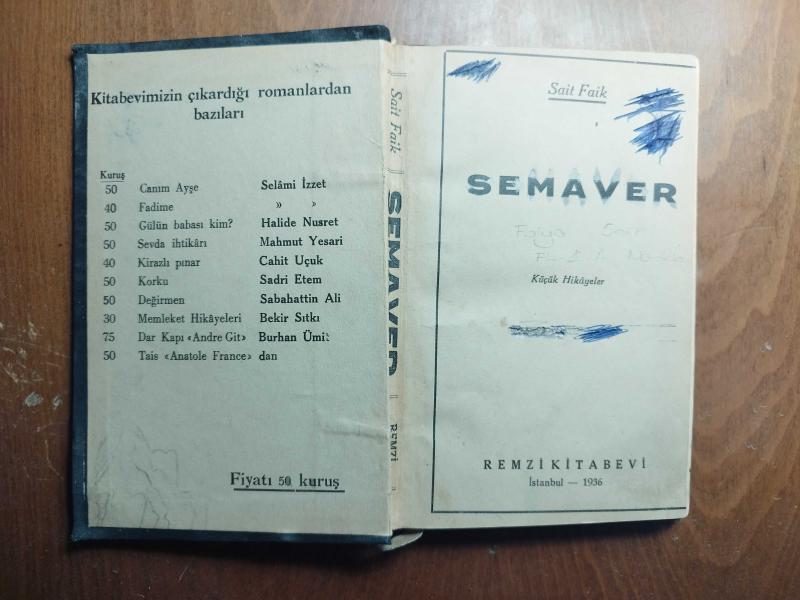 Kitabevimizin çıkardığı romanlardan
bazıları
Kuruş
50 Canım Ayşe Selâmi İzzet
40 Fadime » »
50 Gülün babası kim? Halide Nusret
50 Sevda ihtikârı Mahmut Yesari
40 Kirazlı pınar Cahit Uçuk
50 Korku Sadri Etem
50 Değirmen Sabahattin Ali
30 Memleket Hikâyeleri Bekir Sıtkı
75 Dar Kapı «Andre Git» Burhan Ümit
50 Tais «Anatole France» dan
Fiyatı 50 kuruş
Sait Faik
SEMAVER
REMZİ
Sait Faik
SEMAVER
Küçük Hikâyeler
REMZİ KİTABEVİ
İstanbul — 1936